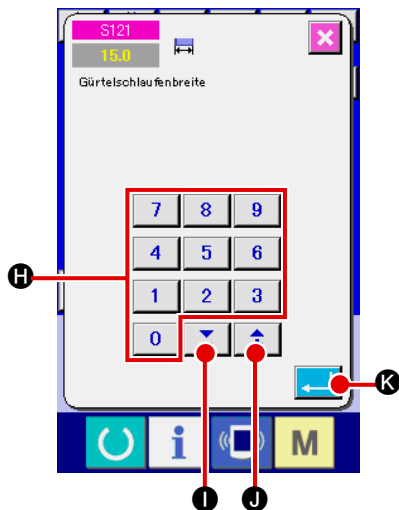 S121
15.0
Gürtelschlaufenbreite
7 8 9
4 5 6
H
1 2 3
0
K
i M
I J